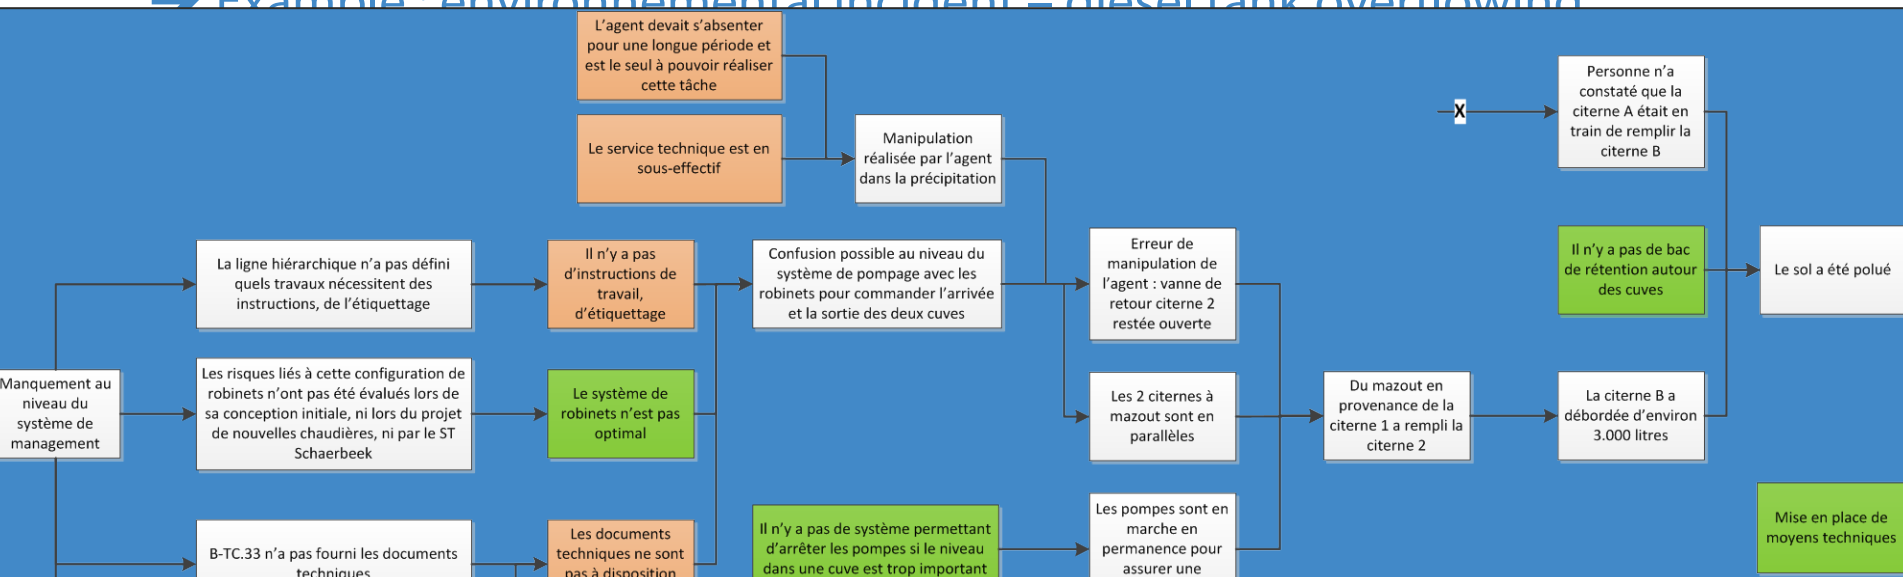 → Example : environnemental incident – diesel tank overflowing
L’agent devait s’absenter
pour une longue période et
est le seul à pouvoir réaliser
cette tâche
Le service technique est en
sous-effectif
Manipulation
réalisée par l’agent
dans la précipitation
X
Personne n’a
constaté que la
citerne A était en
train de remplir la
citerne B
La ligne hiérarchique n’a pas défini
quels travaux nécessitent des
instructions, de l’étiquettage
Il n’y a pas
d’instructions de
travail,
d’étiquettage
Confusion possible au niveau du
système de pompage avec les
robinets pour commander l’arrivée
et la sortie des deux cuves
Erreur de
manipulation de
l’agent : vanne de
retour citerne 2
restée ouverte
Il n’y a pas de bac
de rétention autour
des cuves
Le sol a été polué
Manquement au
niveau du
système de
management
Les risques liés à cette configuration de
robinets n’ont pas été évalués lors de
sa conception initiale, ni lors du projet
de nouvelles chaudières, ni par le ST
Schaerbeek
Le système de
robinets n’est pas
optimal
Les 2 citernes à
mazout sont en
parallèles
Du mazout en
provenance de la
citerne 1 a rempli la
citerne 2
La citerne B a
débordée d’environ
3.000 litres
B-TC.33 n’a pas fourni les documents
techniques
Les documents
techniques ne sont
pas à disposition
Il n’y a pas de système permettant
d’arrêter les pompes si le niveau
dans une cuve est trop important
Les pompes sont en
marche en
permanence pour
assurer une
Mise en place de
moyens techniques